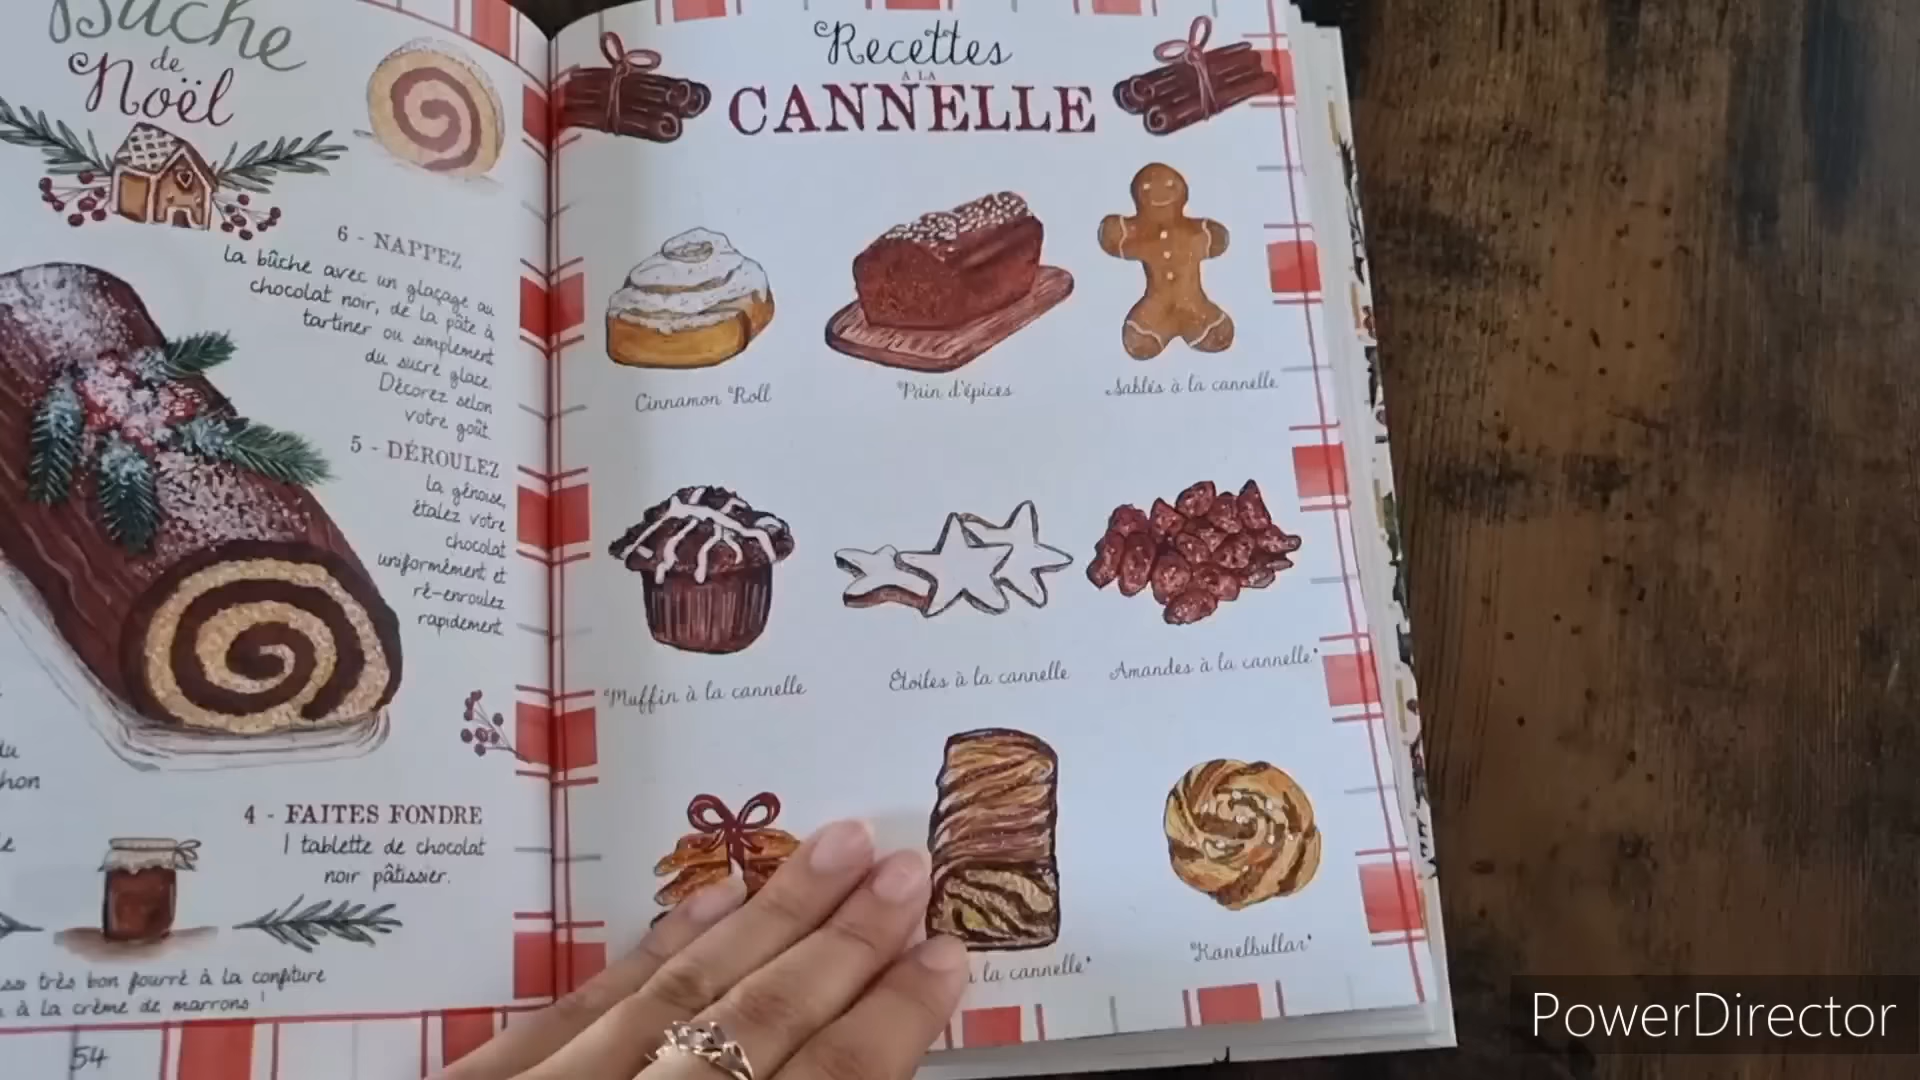 Bûche
de
Noël
6 - NAPPEZ
la bûche avec un glaçage au
chocolat noir, de la pâte à
tartiner ou simplement
du sucre glace.
Décorez selon
votre goût.
5 - DÉROULEZ
la génoise,
étalez votre
chocolat
uniformément et
ré-enroulez
rapidement.
4 - FAITES FONDRE
1 tablette de chocolat
noir pâtissier.
très bon fourré à la confiture
à la crème de marrons !
54
Recettes
À LA
CANNELLE
Cinnamon Roll
Pain d'épices
Sablés à la cannelle
Muffin à la cannelle
Étoiles à la cannelle
Amandes à la cannelle
la cannelle
Kanelbullar
PowerDirector